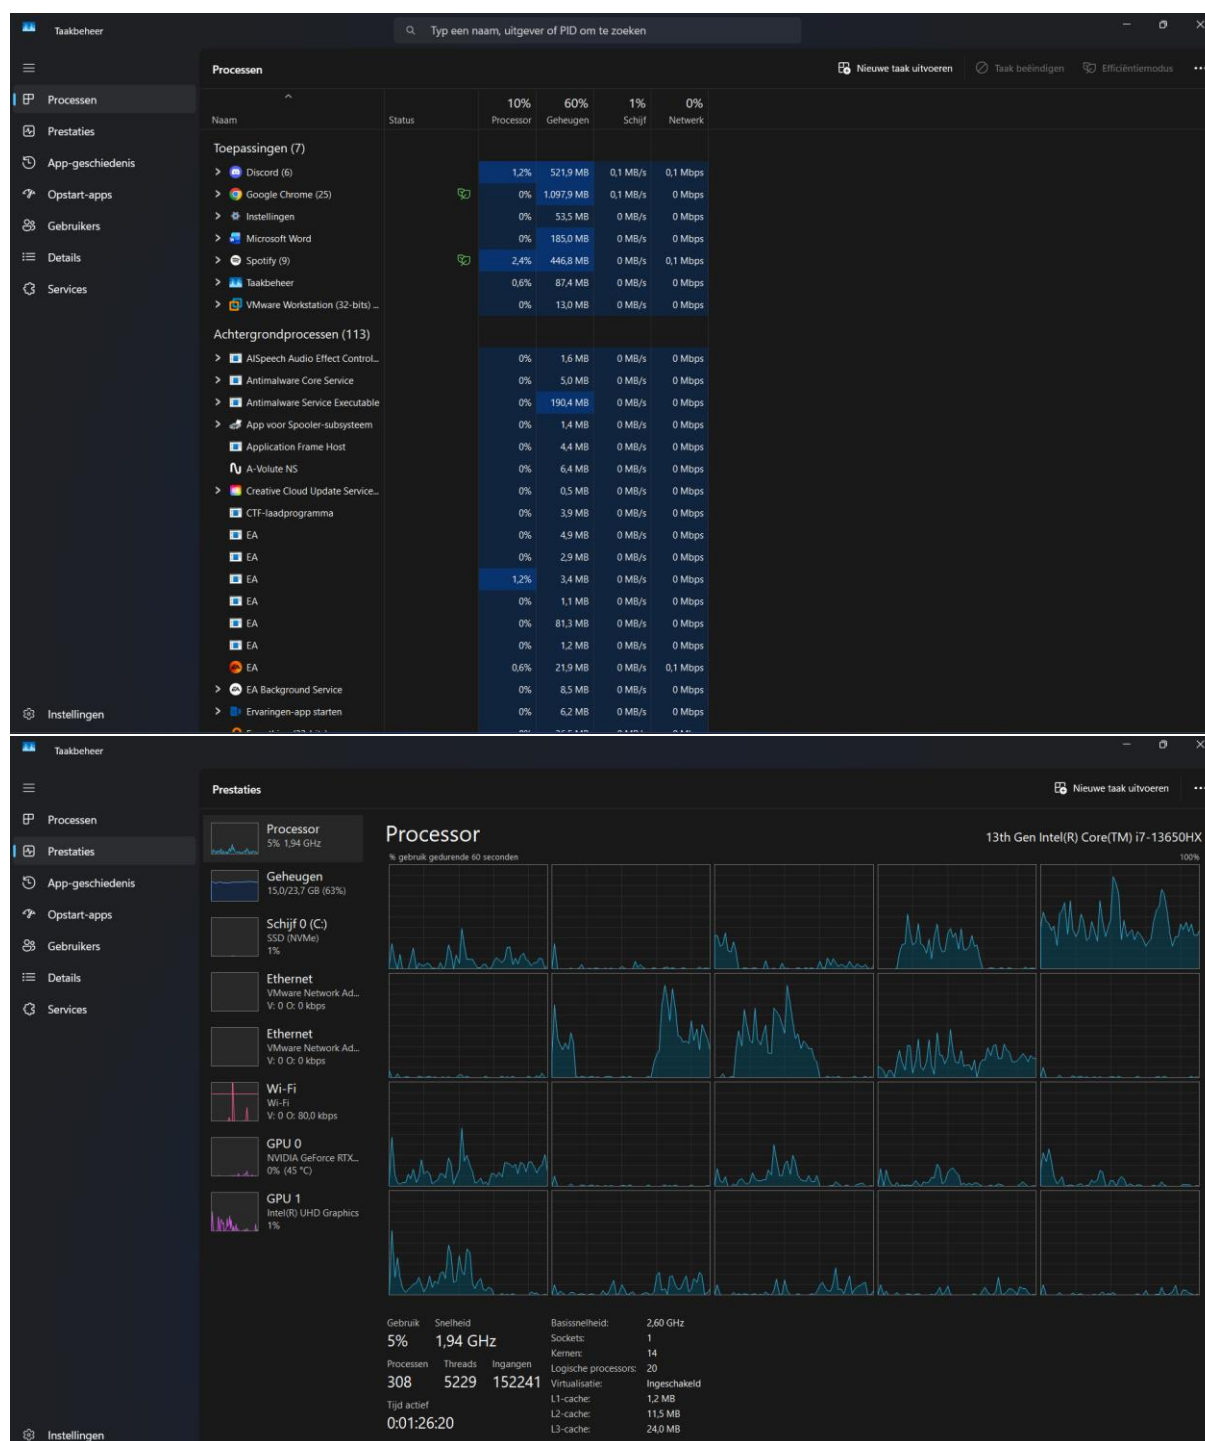 Taakbeheer
Typ een naam, uitgever of PID om te zoeken
Processen
Nieuwe taak uitvoeren
Taak beëindigen
Efficiëntiemodus
Processen
Prestaties
App-geschiedenis
Opstart-apps
Gebruikers
Details
Services
Instellingen
10% 60% 1% 0%
Naam Status Processor Geheugen Schijf Netwerk
Toepassingen (7)
Discord (6) 1,2% 521,9 MB 0,1 MB/s 0,1 Mbps
Google Chrome (25) 0% 1.097,9 MB 0,1 MB/s 0 Mbps
Instellingen 0% 53,5 MB 0 MB/s 0 Mbps
Microsoft Word 0% 185,0 MB 0 MB/s 0 Mbps
Spotify (9) 2,4% 446,8 MB 0 MB/s 0,1 Mbps
Taakbeheer 0,6% 87,4 MB 0 MB/s 0 Mbps
VMware Workstation (32-bits) ... 0% 13,0 MB 0 MB/s 0 Mbps
Achtergrondprocessen (113)
AISpeech Audio Effect Control... 0% 1,6 MB 0 MB/s 0 Mbps
Antimalware Core Service 0% 5,0 MB 0 MB/s 0 Mbps
Antimalware Service Executable 0% 190,4 MB 0 MB/s 0 Mbps
App voor Spooler-subsysteem 0% 1,4 MB 0 MB/s 0 Mbps
Application Frame Host 0% 4,4 MB 0 MB/s 0 Mbps
A-Volute NS 0% 6,4 MB 0 MB/s 0 Mbps
Creative Cloud Update Service... 0% 0,5 MB 0 MB/s 0 Mbps
CTF-laadprogramma 0% 3,9 MB 0 MB/s 0 Mbps
EA 0% 4,9 MB 0 MB/s 0 Mbps
EA 0% 2,9 MB 0 MB/s 0 Mbps
EA 1,2% 3,4 MB 0 MB/s 0 Mbps
EA 0% 1,1 MB 0 MB/s 0 Mbps
EA 0% 81,3 MB 0 MB/s 0 Mbps
EA 0% 1,2 MB 0 MB/s 0 Mbps
EA 0,6% 21,9 MB 0 MB/s 0,1 Mbps
EA Background Service 0% 8,5 MB 0 MB/s 0 Mbps
Ervaringen-app starten 0% 6,2 MB 0 MB/s 0 Mbps
Taakbeheer
Prestaties
Nieuwe taak uitvoeren
Processen
Prestaties
App-geschiedenis
Opstart-apps
Gebruikers
Details
Services
Instellingen
Processor
5% 1,94 GHz
Geheugen
15,0/23,7 GB (63%)
Schijf 0 (C:)
SSD (NVMe)
1%
Ethernet
VMware Network Ad...
V: 0 O: 0 kbps
Ethernet
VMware Network Ad...
V: 0 O: 0 kbps
Wi-Fi
Wi-Fi
V: 0 O: 80,0 kbps
GPU 0
NVIDIA GeForce RTX...
0% (45 °C)
GPU 1
Intel(R) UHD Graphics
1%
Processor
13th Gen Intel(R) Core(TM) i7-13650HX
% gebruik gedurende 60 seconden
100%
Gebruik Snelheid
5% 1,94 GHz
Processen Threads Ingangen
308 5229 152241
Tijd actief
0:01:26:20
Basissnelheid: 2,60 GHz
Sockets: 1
Kernen: 14
Logische processors: 20
Virtualisatie: Ingeschakeld
L1-cache: 1,2 MB
L2-cache: 11,5 MB
L3-cache: 24,0 MB